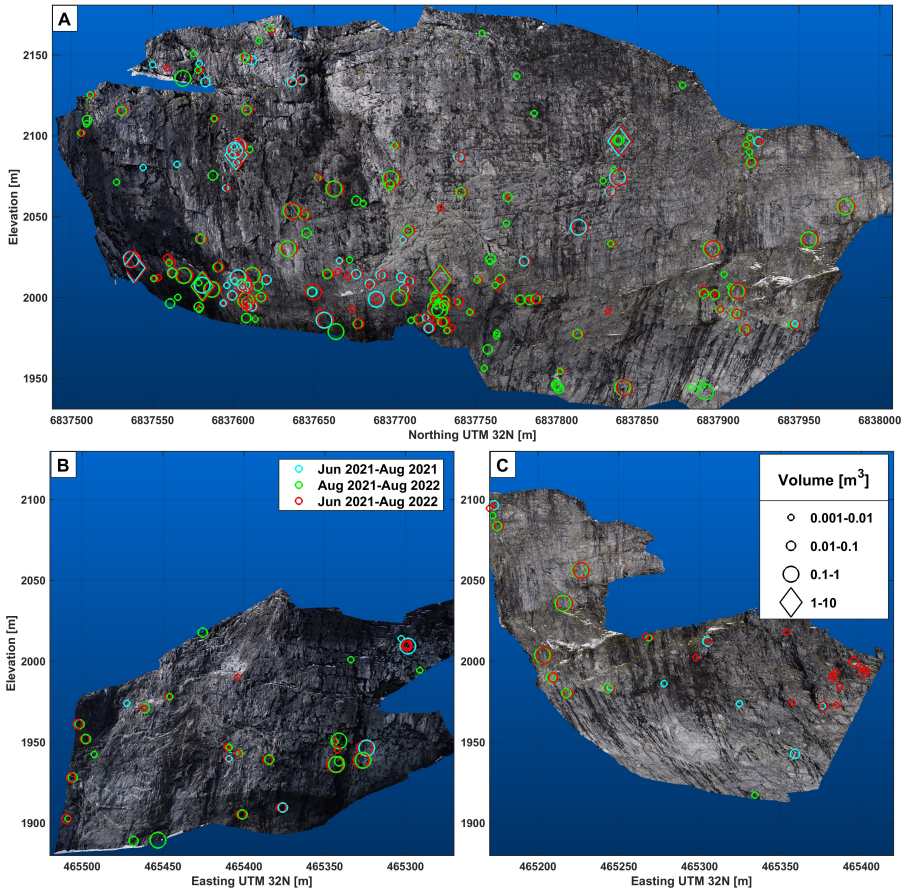 A
2150
2100
2050
2000
1950
Elevation [m]
6837500 6837550 6837600 6837650 6837700 6837750 6837800 6837850 6837900 6837950 6838000
Northing UTM 32N [m]
B
Jun 2021-Aug 2021
Aug 2021-Aug 2022
Jun 2021-Aug 2022
2100
2050
2000
1950
1900
Elevation [m]
465500 465450 465400 465350 465300
Easting UTM 32N [m]
C
Volume [m3]
0.001-0.01
0.01-0.1
0.1-1
1-10
2100
2050
2000
1950
1900
465200 465250 465300 465350 465400
Easting UTM 32N [m]